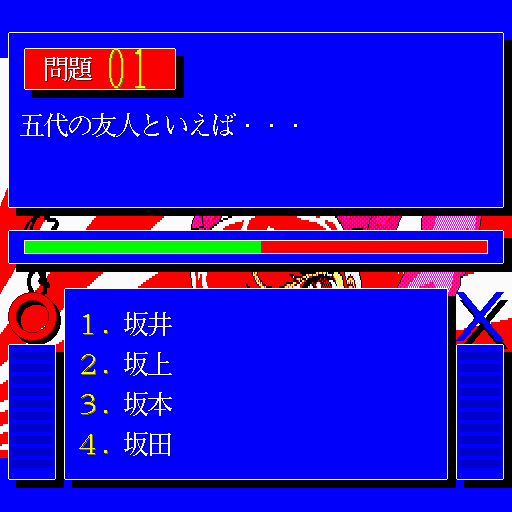 問題 01
五代の友人といえば・・・
1. 坂井
2. 坂上
3. 坂本
4. 坂田